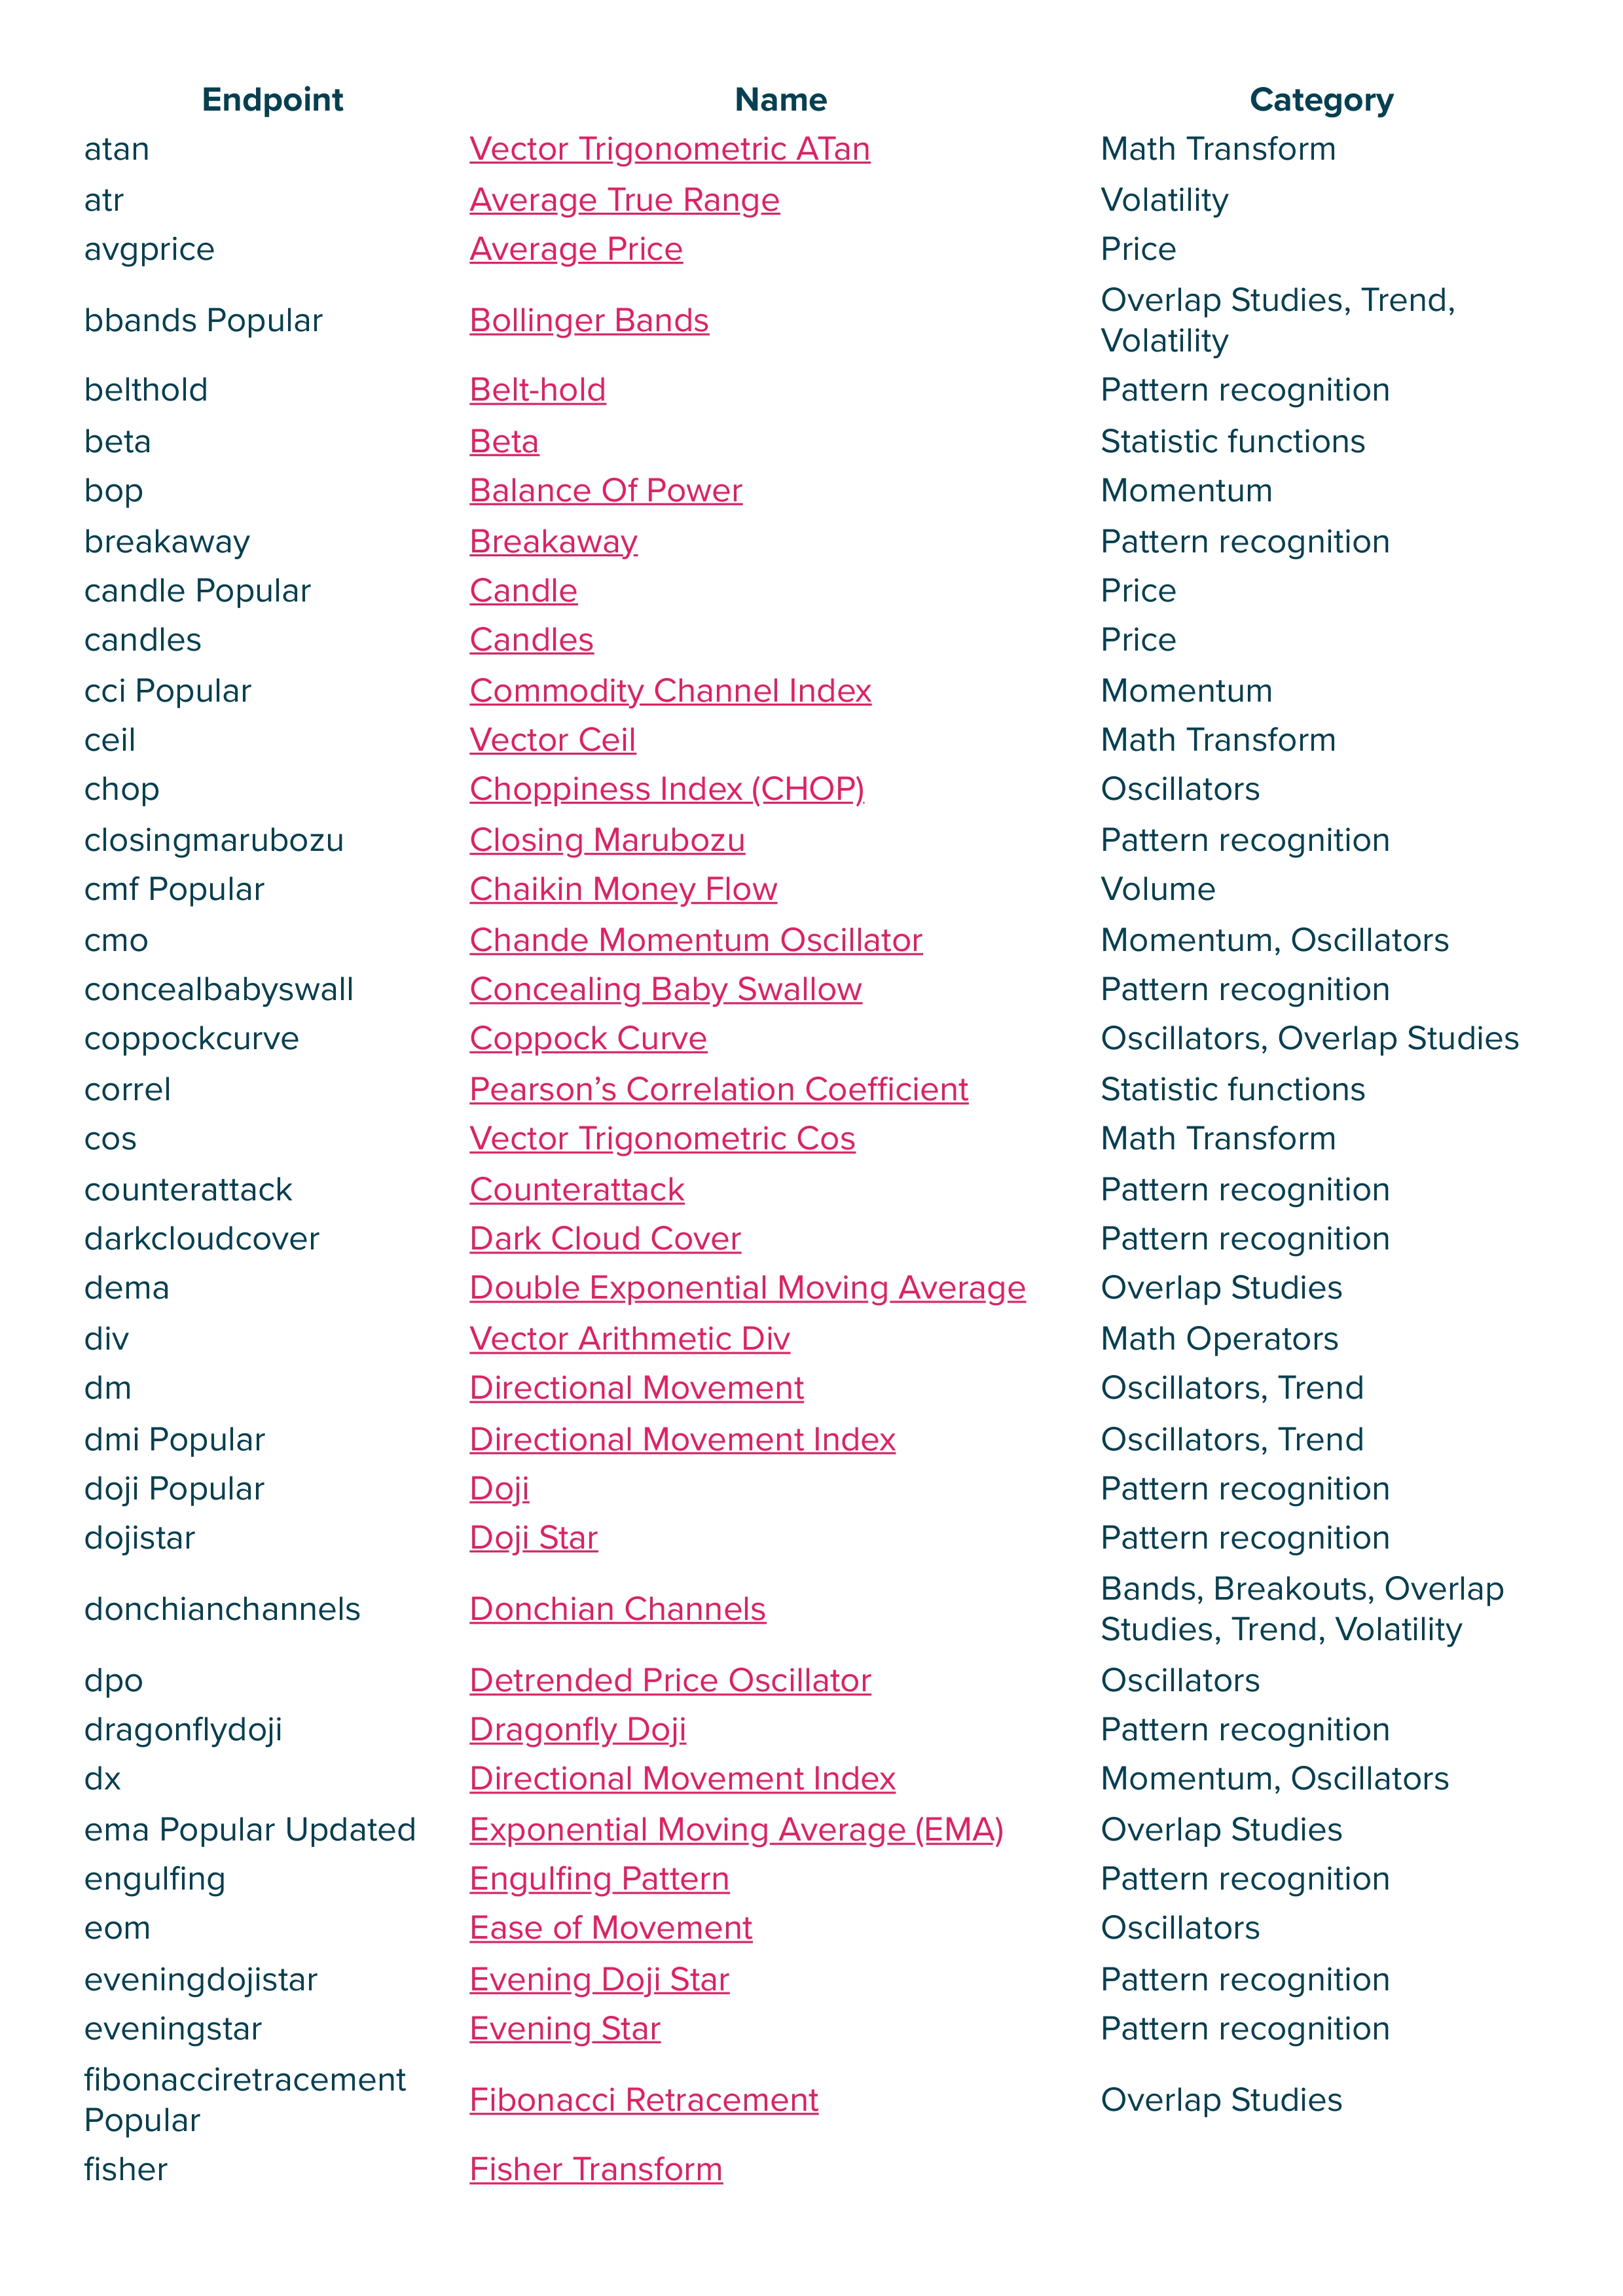 Endpoint Name Category
atan Vector Trigonometric ATan Math Transform
atr Average True Range Volatility
avgprice Average Price Price
bbands Popular Bollinger Bands Overlap Studies, Trend,
Volatility
belthold Belt-hold Pattern recognition
beta Beta Statistic functions
bop Balance Of Power Momentum
breakaway Breakaway Pattern recognition
candle Popular Candle Price
candles Candles Price
cci Popular Commodity Channel Index Momentum
ceil Vector Ceil Math Transform
chop Choppiness Index (CHOP) Oscillators
closingmarubozu Closing Marubozu Pattern recognition
cmf Popular Chaikin Money Flow Volume
cmo Chande Momentum Oscillator Momentum, Oscillators
concealbabyswall Concealing Baby Swallow Pattern recognition
coppockcurve Coppock Curve Oscillators, Overlap Studies
correl Pearson’s Correlation Coefficient Statistic functions
cos Vector Trigonometric Cos Math Transform
counterattack Counterattack Pattern recognition
darkcloudcover Dark Cloud Cover Pattern recognition
dema Double Exponential Moving Average Overlap Studies
div Vector Arithmetic Div Math Operators
dm Directional Movement Oscillators, Trend
dmi Popular Directional Movement Index Oscillators, Trend
doji Popular Doji Pattern recognition
dojistar Doji Star Pattern recognition
donchianchannels Donchian Channels Bands, Breakouts, Overlap
Studies, Trend, Volatility
dpo Detrended Price Oscillator Oscillators
dragonflydoji Dragonfly Doji Pattern recognition
dx Directional Movement Index Momentum, Oscillators
ema Popular Updated Exponential Moving Average (EMA) Overlap Studies
engulfing Engulfing Pattern Pattern recognition
eom Ease of Movement Oscillators
eveningdojistar Evening Doji Star Pattern recognition
eveningstar Evening Star Pattern recognition
fibonacciretracement
Popular Fibonacci Retracement Overlap Studies
fisher Fisher Transform